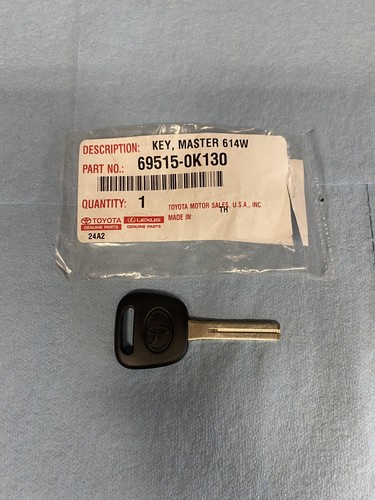 DESCRIPTION: KEY, MASTER 614W
PART NO.: 69515-0K130
QUANTITY: 1 TOYOTA MOTOR SALES, U.S.A., INC
MADE IN: TH
TOYOTA GENUINE PARTS LEXUS GENUINE PARTS
24A2